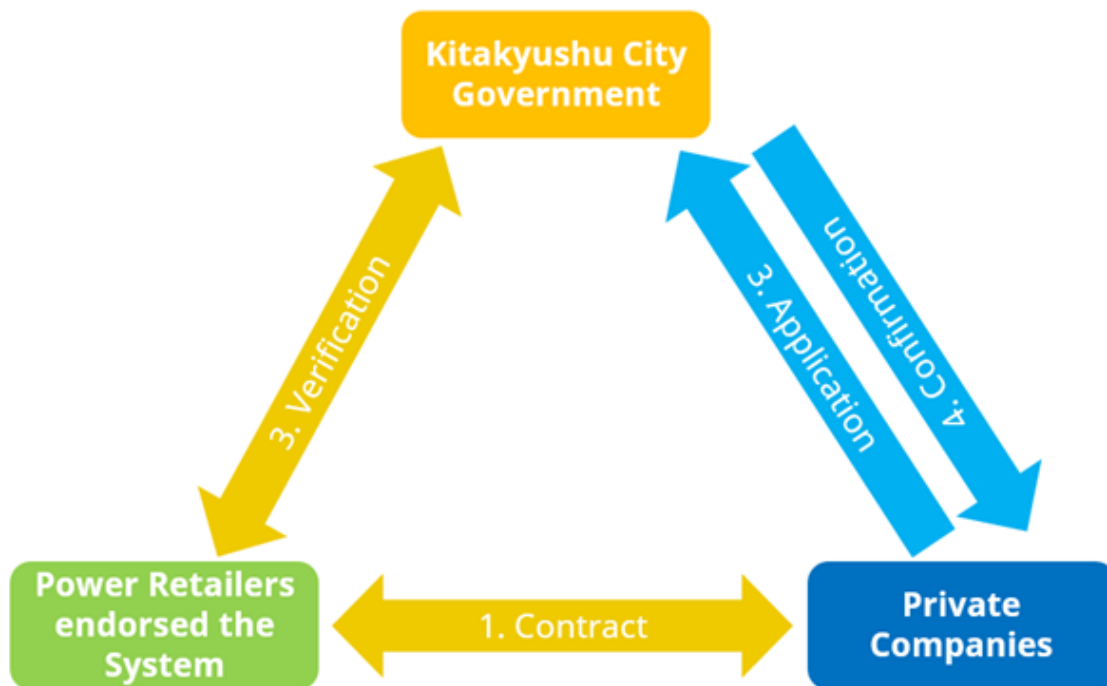 Kitakyushu City
Government
3. Verification
3. Application
4. Confirmation
Power Retailers
endorsed the
System
1. Contract
Private
Companies